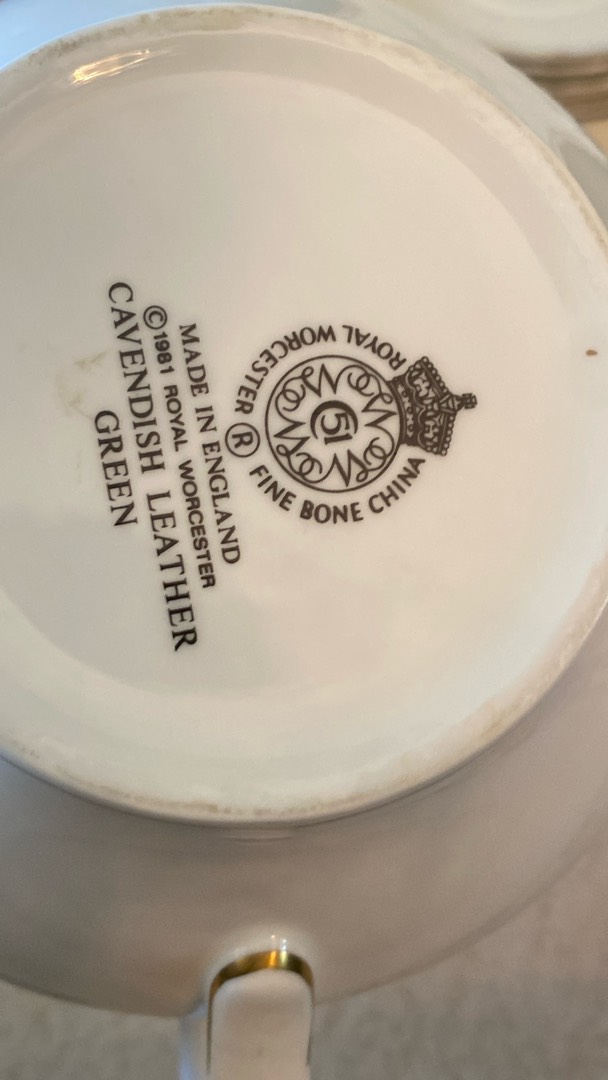 ROYAL WORCESTER ® FINE BONE CHINA
51
MADE IN ENGLAND
©1981 ROYAL WORCESTER
CAVENDISH LEATHER
GREEN